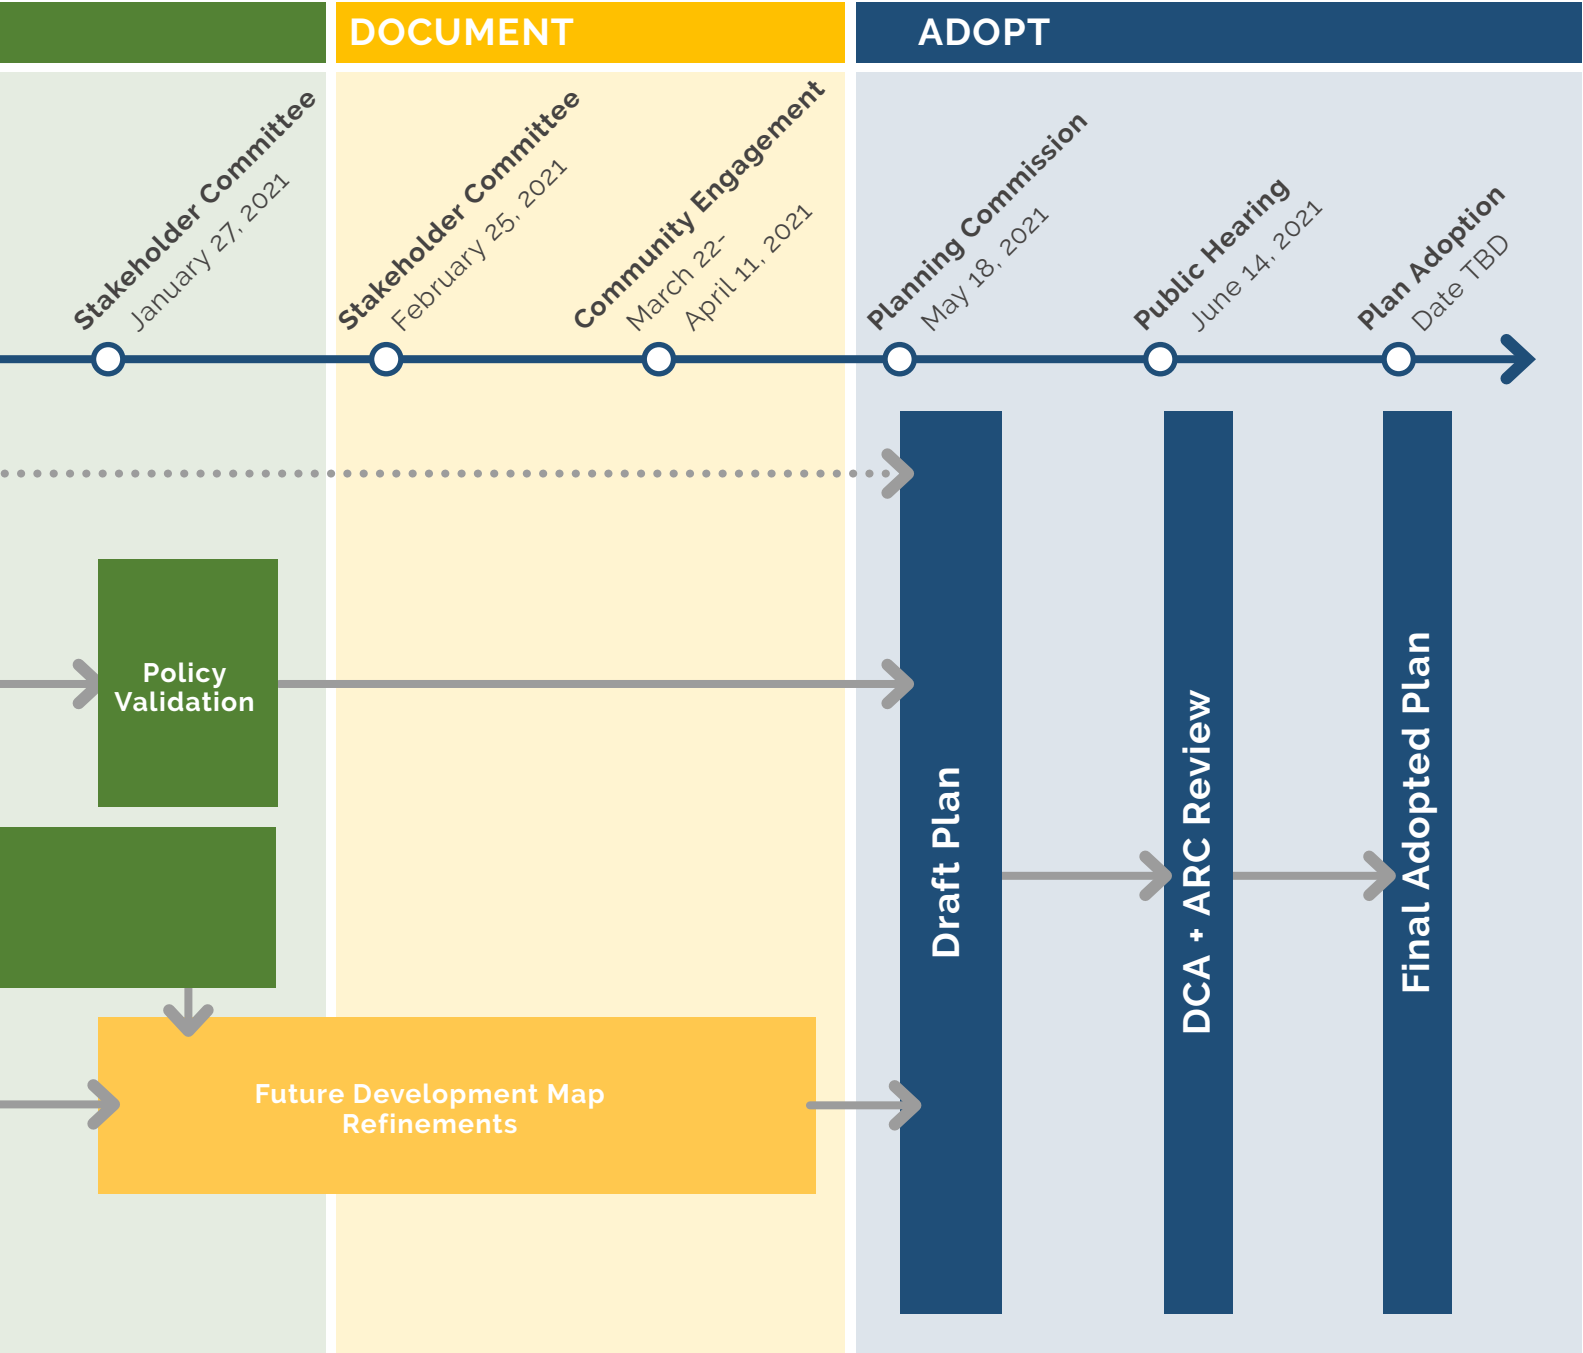 DOCUMENT
ADOPT
Stakeholder Committee
January 27, 2021
Stakeholder Committee
February 25, 2021
Community Engagement
March 22-
April 11, 2021
Planning Commission
May 18, 2021
Public Hearing
June 14, 2021
Plan Adoption
Date TBD
Policy
Validation
Future Development Map
Refinements
Draft Plan
DCA + ARC Review
Final Adopted Plan